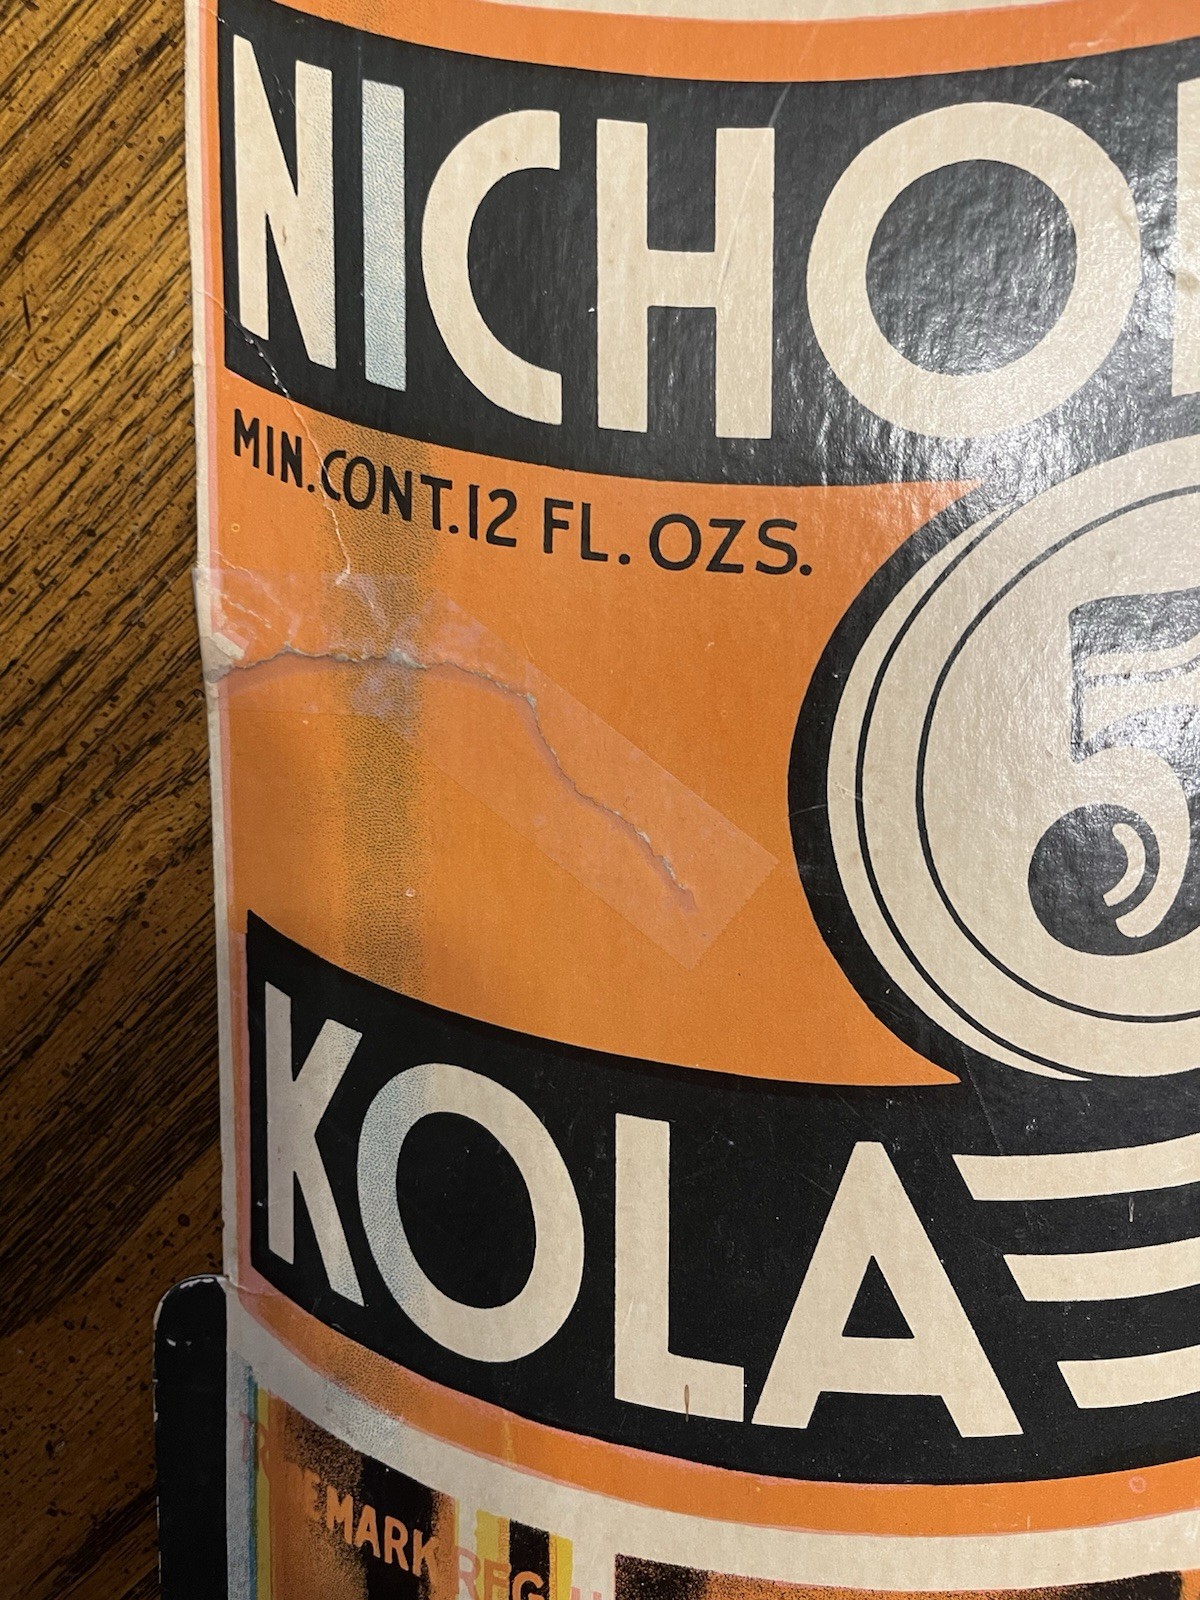 NICHO
MIN. CONT. 12 FL. OZS.
5
KOLA
MARK REG